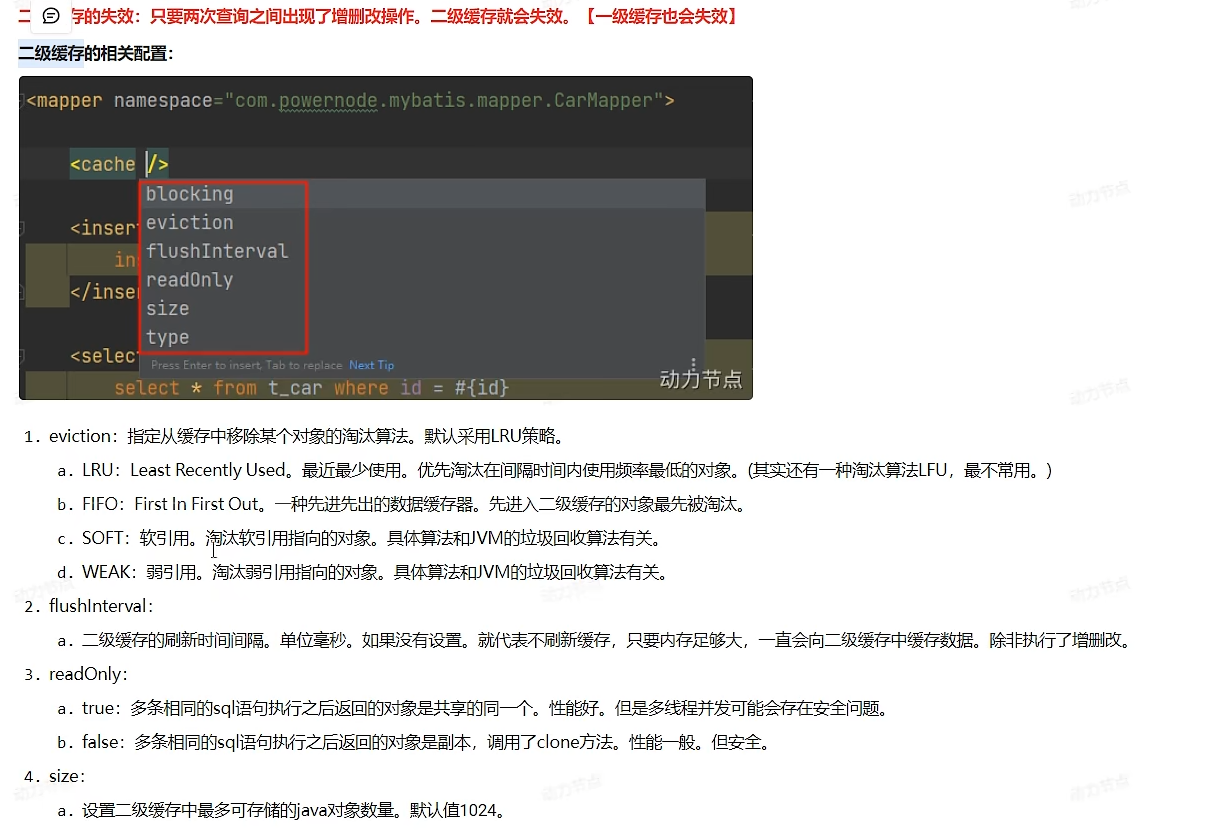 二 存的失效：只要两次查询之间出现了增删改操作。二级缓存就会失效。【一级缓存也会失效】
二级缓存的相关配置：
<mapper namespace="com.powernode.mybatis.mapper.CarMapper">
<cache />
blocking
<inser
eviction
in
flushInterval
</inser
readOnly
size
<selec
type
Press Enter to insert, Tab to replace Next Tip
select * from t_car where id = #{id}
动力节点
1. eviction：指定从缓存中移除某个对象的淘汰算法。默认采用LRU策略。
a. LRU：Least Recently Used。最近最少使用。优先淘汰在间隔时间内使用频率最低的对象。(其实还有一种淘汰算法LFU，最不常用。)
b. FIFO：First In First Out。一种先进先出的数据缓存器。先进入二级缓存的对象最先被淘汰。
c. SOFT：软引用。淘汰软引用指向的对象。具体算法和JVM的垃圾回收算法有关。
d. WEAK：弱引用。淘汰弱引用指向的对象。具体算法和JVM的垃圾回收算法有关。
2. flushInterval：
a. 二级缓存的刷新时间间隔。单位毫秒。如果没有设置。就代表不刷新缓存，只要内存足够大，一直会向二级缓存中缓存数据。除非执行了增删改。
3. readOnly：
a. true：多条相同的sql语句执行之后返回的对象是共享的同一个。性能好。但是多线程并发可能会存在安全问题。
b. false：多条相同的sql语句执行之后返回的对象是副本，调用了clone方法。性能一般。但安全。
4. size：
a. 设置二级缓存中最多可存储的java对象数量。默认值1024。
动力节点
动力节点
动力节点
动力节点
动力节点